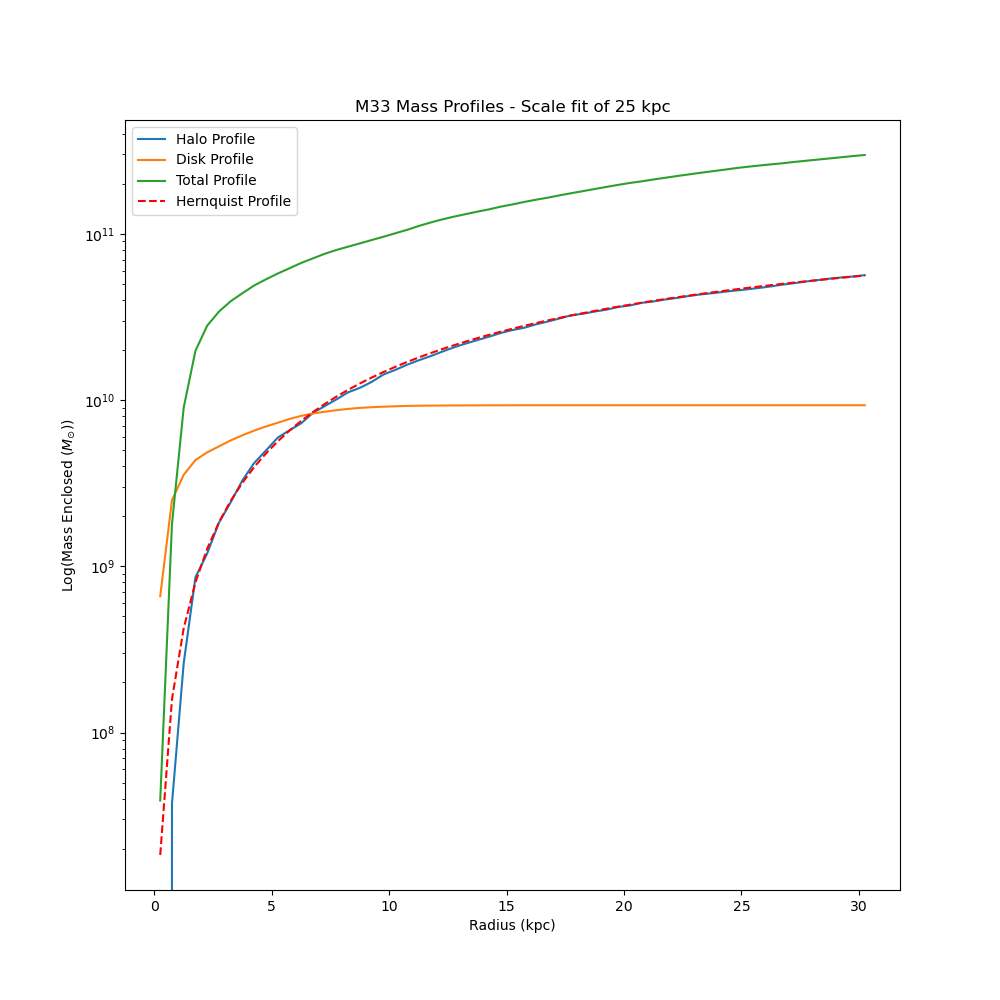 M33 Mass Profiles - Scale fit of 25 kpc
Halo Profile
Disk Profile
Total Profile
Hernquist Profile
10¹¹
10¹⁰
10⁹
10⁸
Log(Mass Enclosed (M⊙))
0 5 10 15 20 25 30
Radius (kpc)